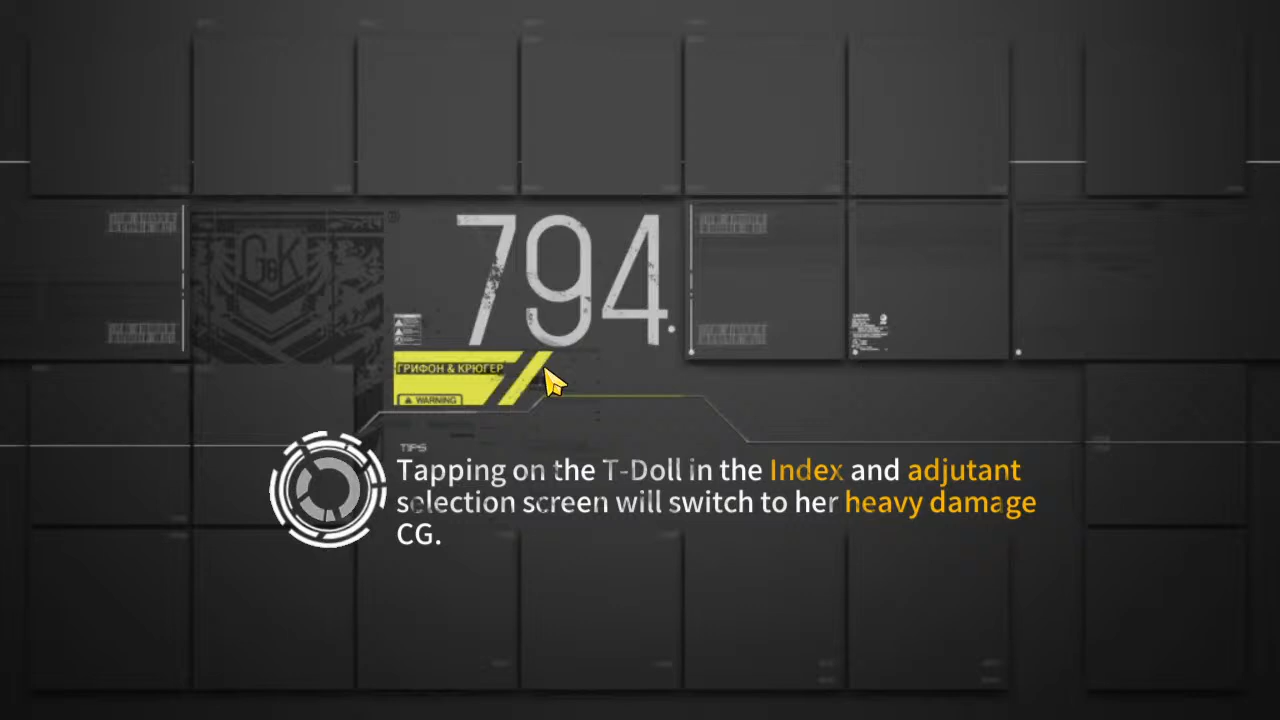 G&K
794.
ГРИФОН & КРЮГЕР
WARNING
TIPS
Tapping on the T-Doll in the Index and adjutant
selection screen will switch to her heavy damage
CG.